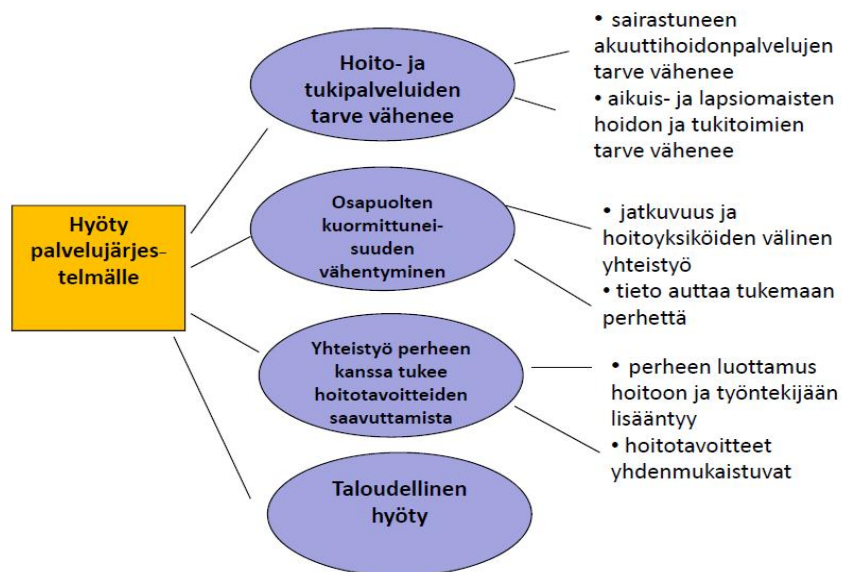 Hyöty
palvelujärjes-
telmälle
Hoito- ja
tukipalveluiden
tarve vähenee
• sairastuneen
akuuttihoidonpalvelujen
tarve vähenee
• aikuis- ja lapsiomaisten
hoidon ja tukitoimien
tarve vähenee
Osapuolten
kuormittunei-
suuden
vähentyminen
• jatkuvuus ja
hoitoyksiköiden välinen
yhteistyö
• tieto auttaa tukemaan
perhettä
Yhteistyö perheen
kanssa tukee
hoitotavoitteiden
saavuttamista
• perheen luottamus
hoitoon ja työntekijään
lisääntyy
• hoitotavoitteet
yhdenmukaistuvat
Taloudellinen
hyöty